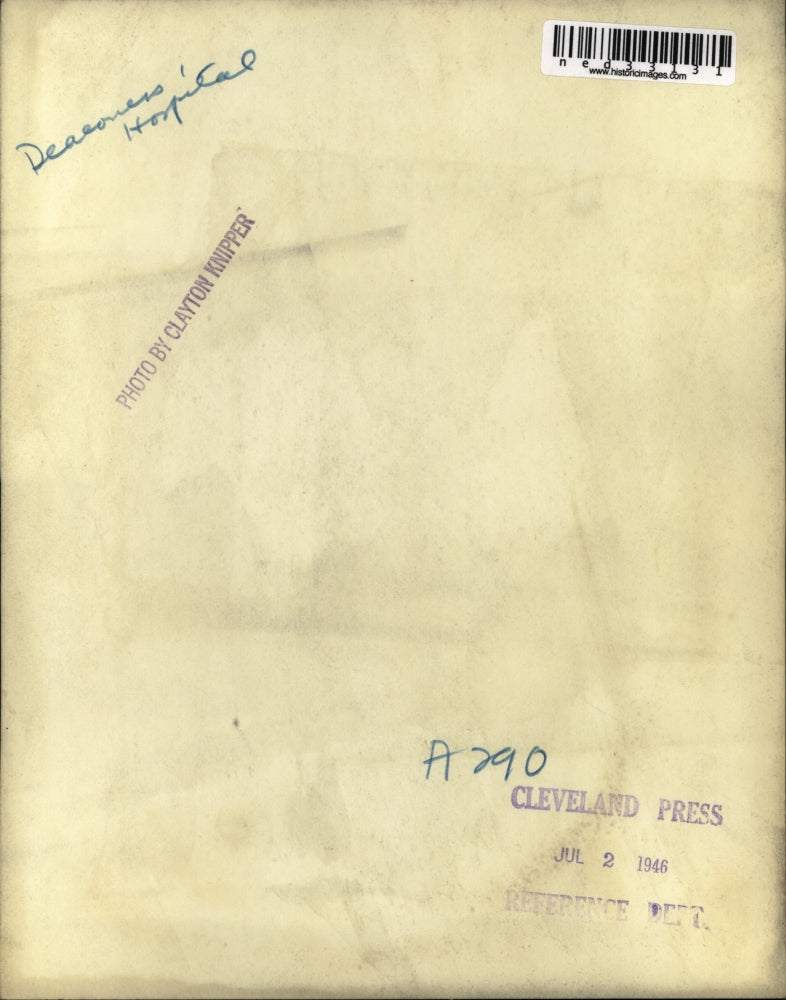 Deaconess'
Hospital
ned33131
www.historicimages.com
PHOTO BY CLAYTON KNIPPER
A290
CLEVELAND PRESS
JUL 2 1946
REFERENCE DEPT.